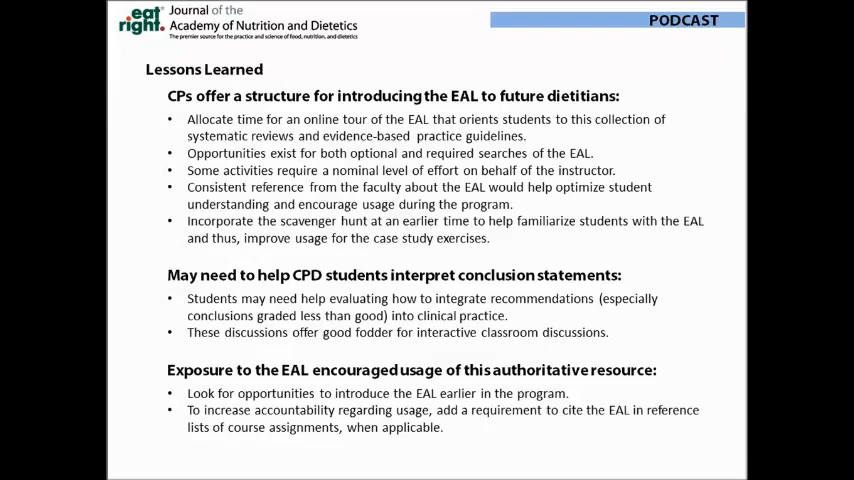 eat right.
Journal of the
Academy of Nutrition and Dietetics
The premier source for the practice and science of food, nutrition, and dietetics
PODCAST
Lessons Learned
CPs offer a structure for introducing the EAL to future dietitians:
• Allocate time for an online tour of the EAL that orients students to this collection of
systematic reviews and evidence-based practice guidelines.
• Opportunities exist for both optional and required searches of the EAL.
• Some activities require a nominal level of effort on behalf of the instructor.
• Consistent reference from the faculty about the EAL would help optimize student
understanding and encourage usage during the program.
• Incorporate the scavenger hunt at an earlier time to help familiarize students with the EAL
and thus, improve usage for the case study exercises.
May need to help CPD students interpret conclusion statements:
• Students may need help evaluating how to integrate recommendations (especially
conclusions graded less than good) into clinical practice.
• These discussions offer good fodder for interactive classroom discussions.
Exposure to the EAL encouraged usage of this authoritative resource:
• Look for opportunities to introduce the EAL earlier in the program.
• To increase accountability regarding usage, add a requirement to cite the EAL in reference
lists of course assignments, when applicable.